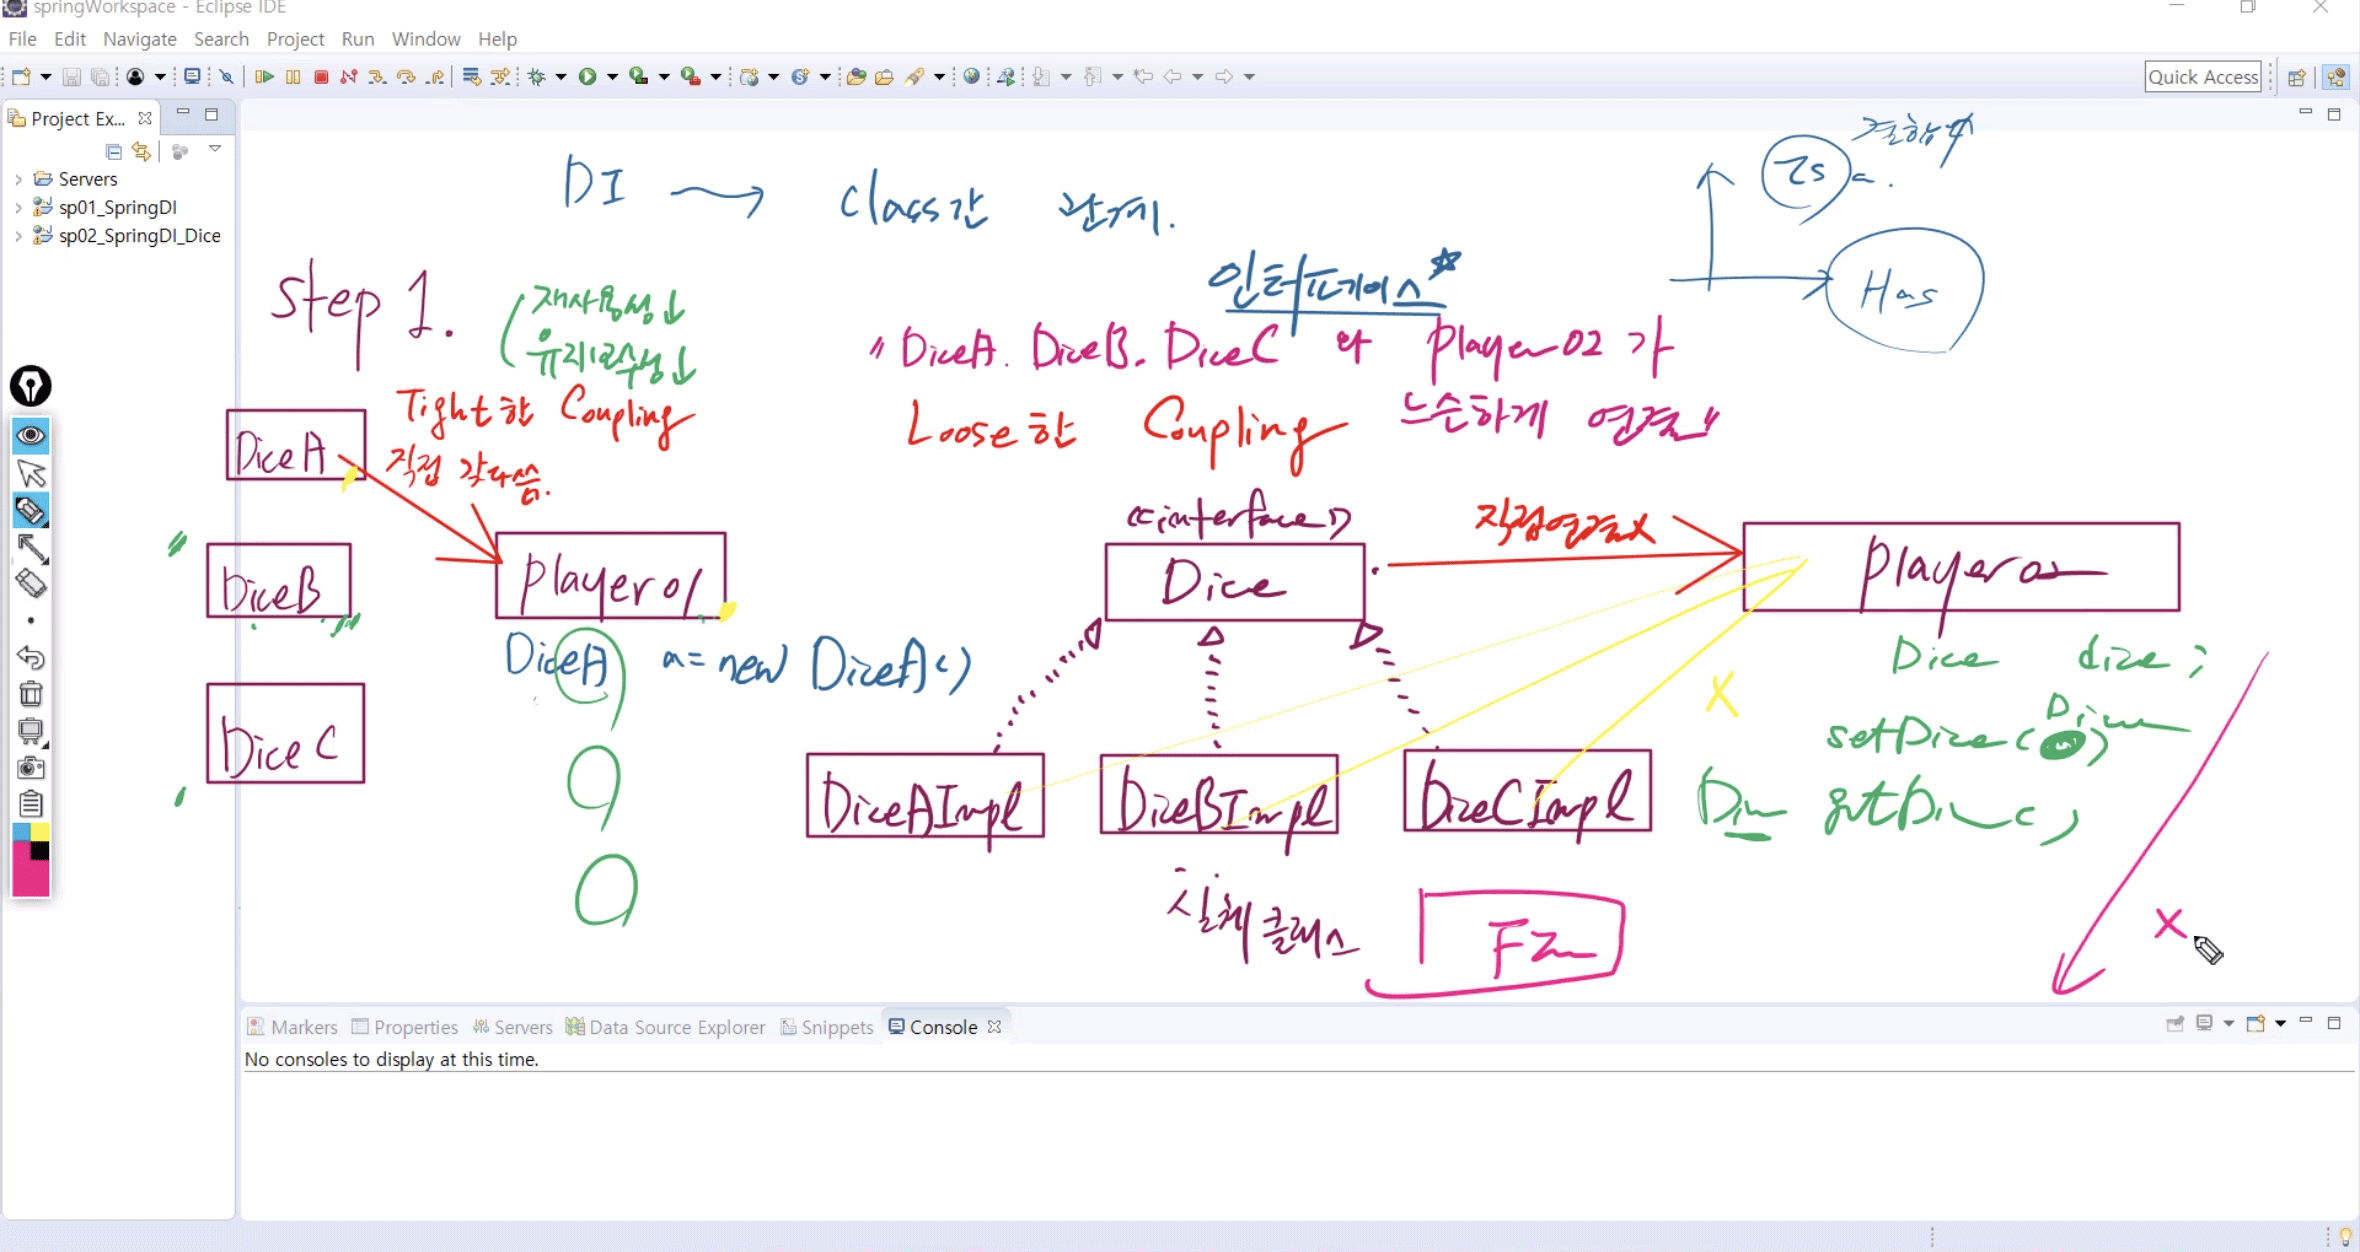 springWorkspace - Eclipse IDE
File Edit Navigate Search Project Run Window Help
Quick Access
Project Ex...
Servers
sp01_SpringDI
sp02_SpringDI_Dice
DI class간 관계.
Is a.
결합
Has
step 1.
재사용성↓
유지보수성↓
Tight한 Coupling
직접 갖다씀.
인터페이스
"DiceA. DiceB. DiceC 와 player02 가
Loose한 Coupling 느슨하게 연결"
DiceA
DiceB
DiceC
player01
DiceA a = new DiceA()
<<interface>>
Dice
직접연결x
player02
Dice dice;
setDice( )
Dice
getDice()
DiceAImpl
DiceBImpl
DiceCImpl
실체클래스
X
X
Markers Properties Servers Data Source Explorer Snippets Console
No consoles to display at this time.